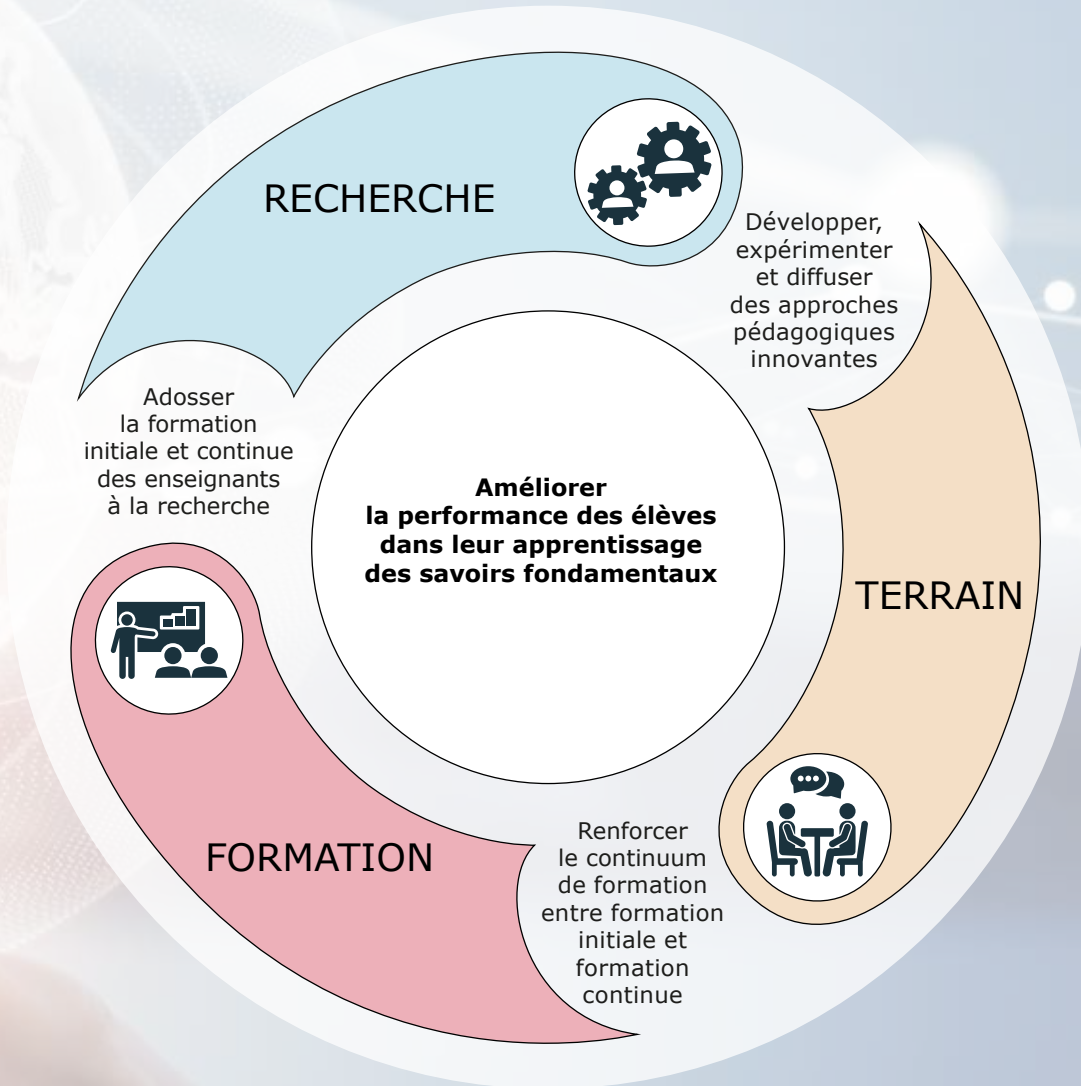 RECHERCHE
Développer,
expérimenter
et diffuser
des approches
pédagogiques
innovantes
Adosser
la formation
initiale et continue
des enseignants
à la recherche
Améliorer
la performance des élèves
dans leur apprentissage
des savoirs fondamentaux
TERRAIN
FORMATION
Renforcer
le continuum
de formation
entre formation
initiale et
formation
continue